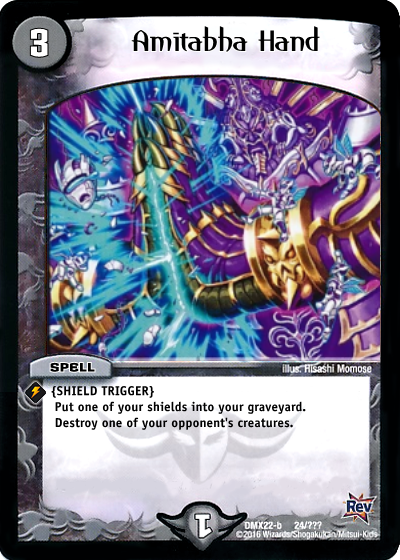 3
Amitabha Hand
illus. Hisashi Momose
SPELL
{SHIELD TRIGGER}
Put one of your shields into your graveyard.
Destroy one of your opponent's creatures.
DMX22-b 24/???
Rev
1
©2016 Wizards/Shogakukan/Mitsui-Kids